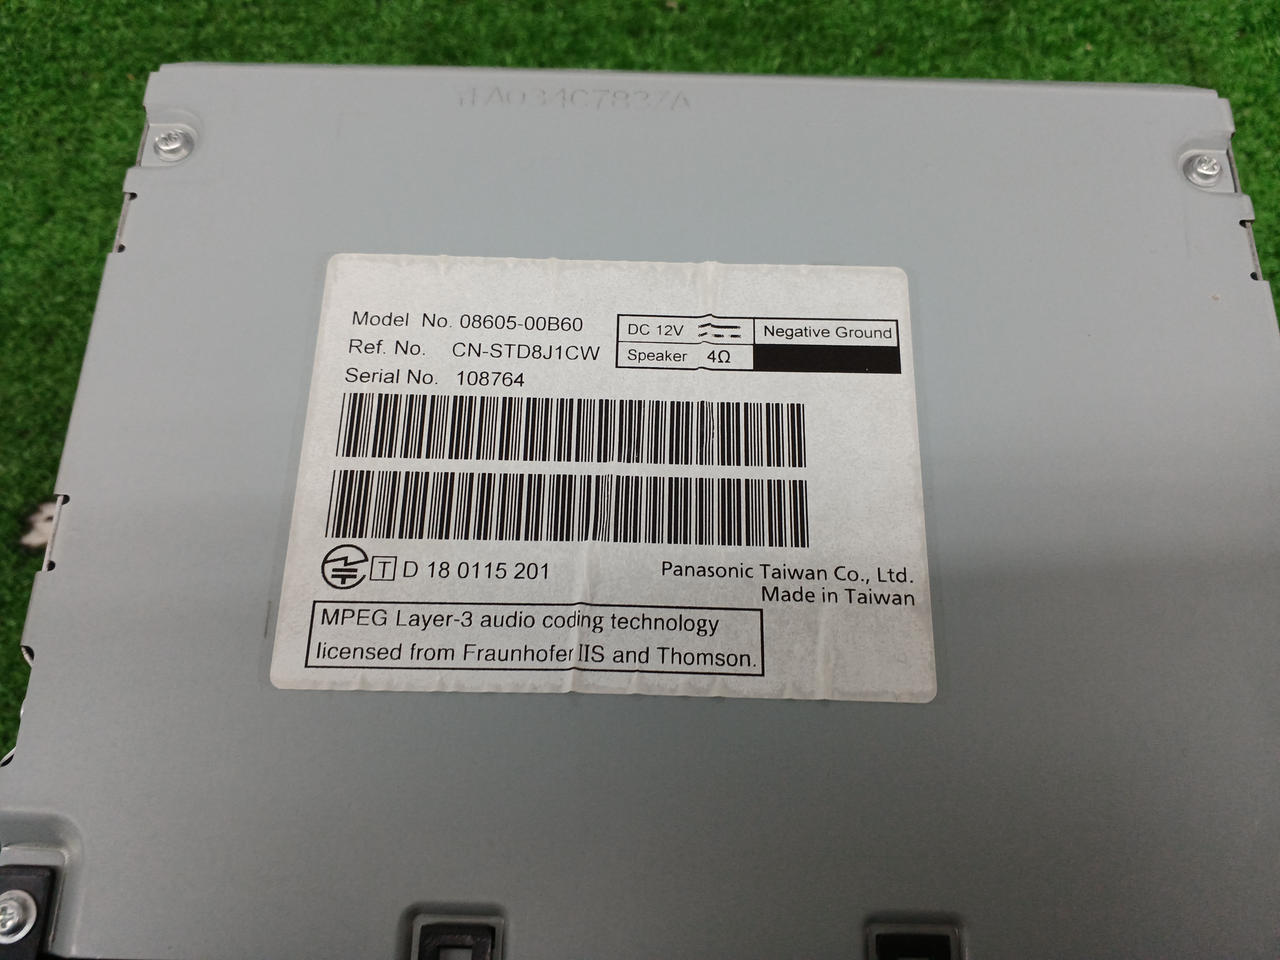 YFA034C7837A
Model No. 08605-00B60
Ref. No. CN-STD8J1CW
Serial No. 108764
DC 12V
Negative Ground
Speaker 4Ω
T D 18 0115 201
Panasonic Taiwan Co., Ltd.
Made in Taiwan
MPEG Layer-3 audio coding technology
licensed from Fraunhofer IIS and Thomson.